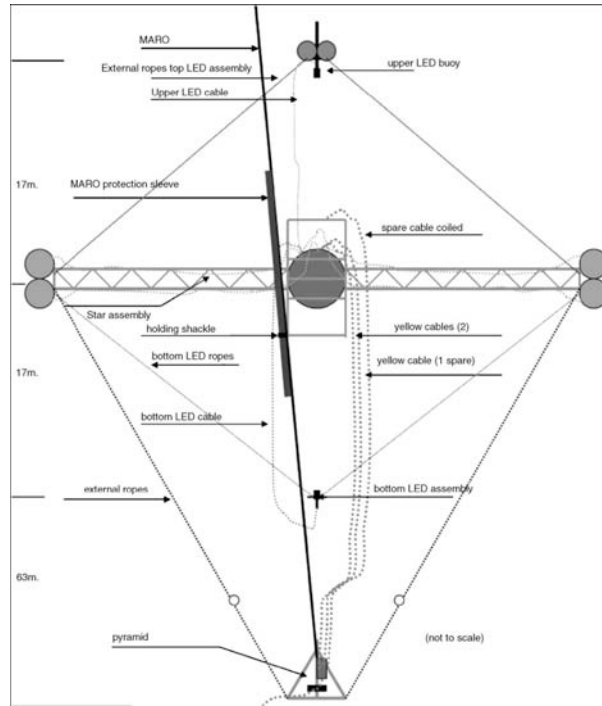 MARO
External ropes top LED assembly
upper LED buoy
Upper LED cable
17m.
MARO protection sleeve
spare cable coiled
Star assembly
holding shackle
yellow cables (2)
bottom LED ropes
yellow cable (1 spare)
17m.
bottom LED cable
external ropes
bottom LED assembly
63m.
pyramid
(not to scale)